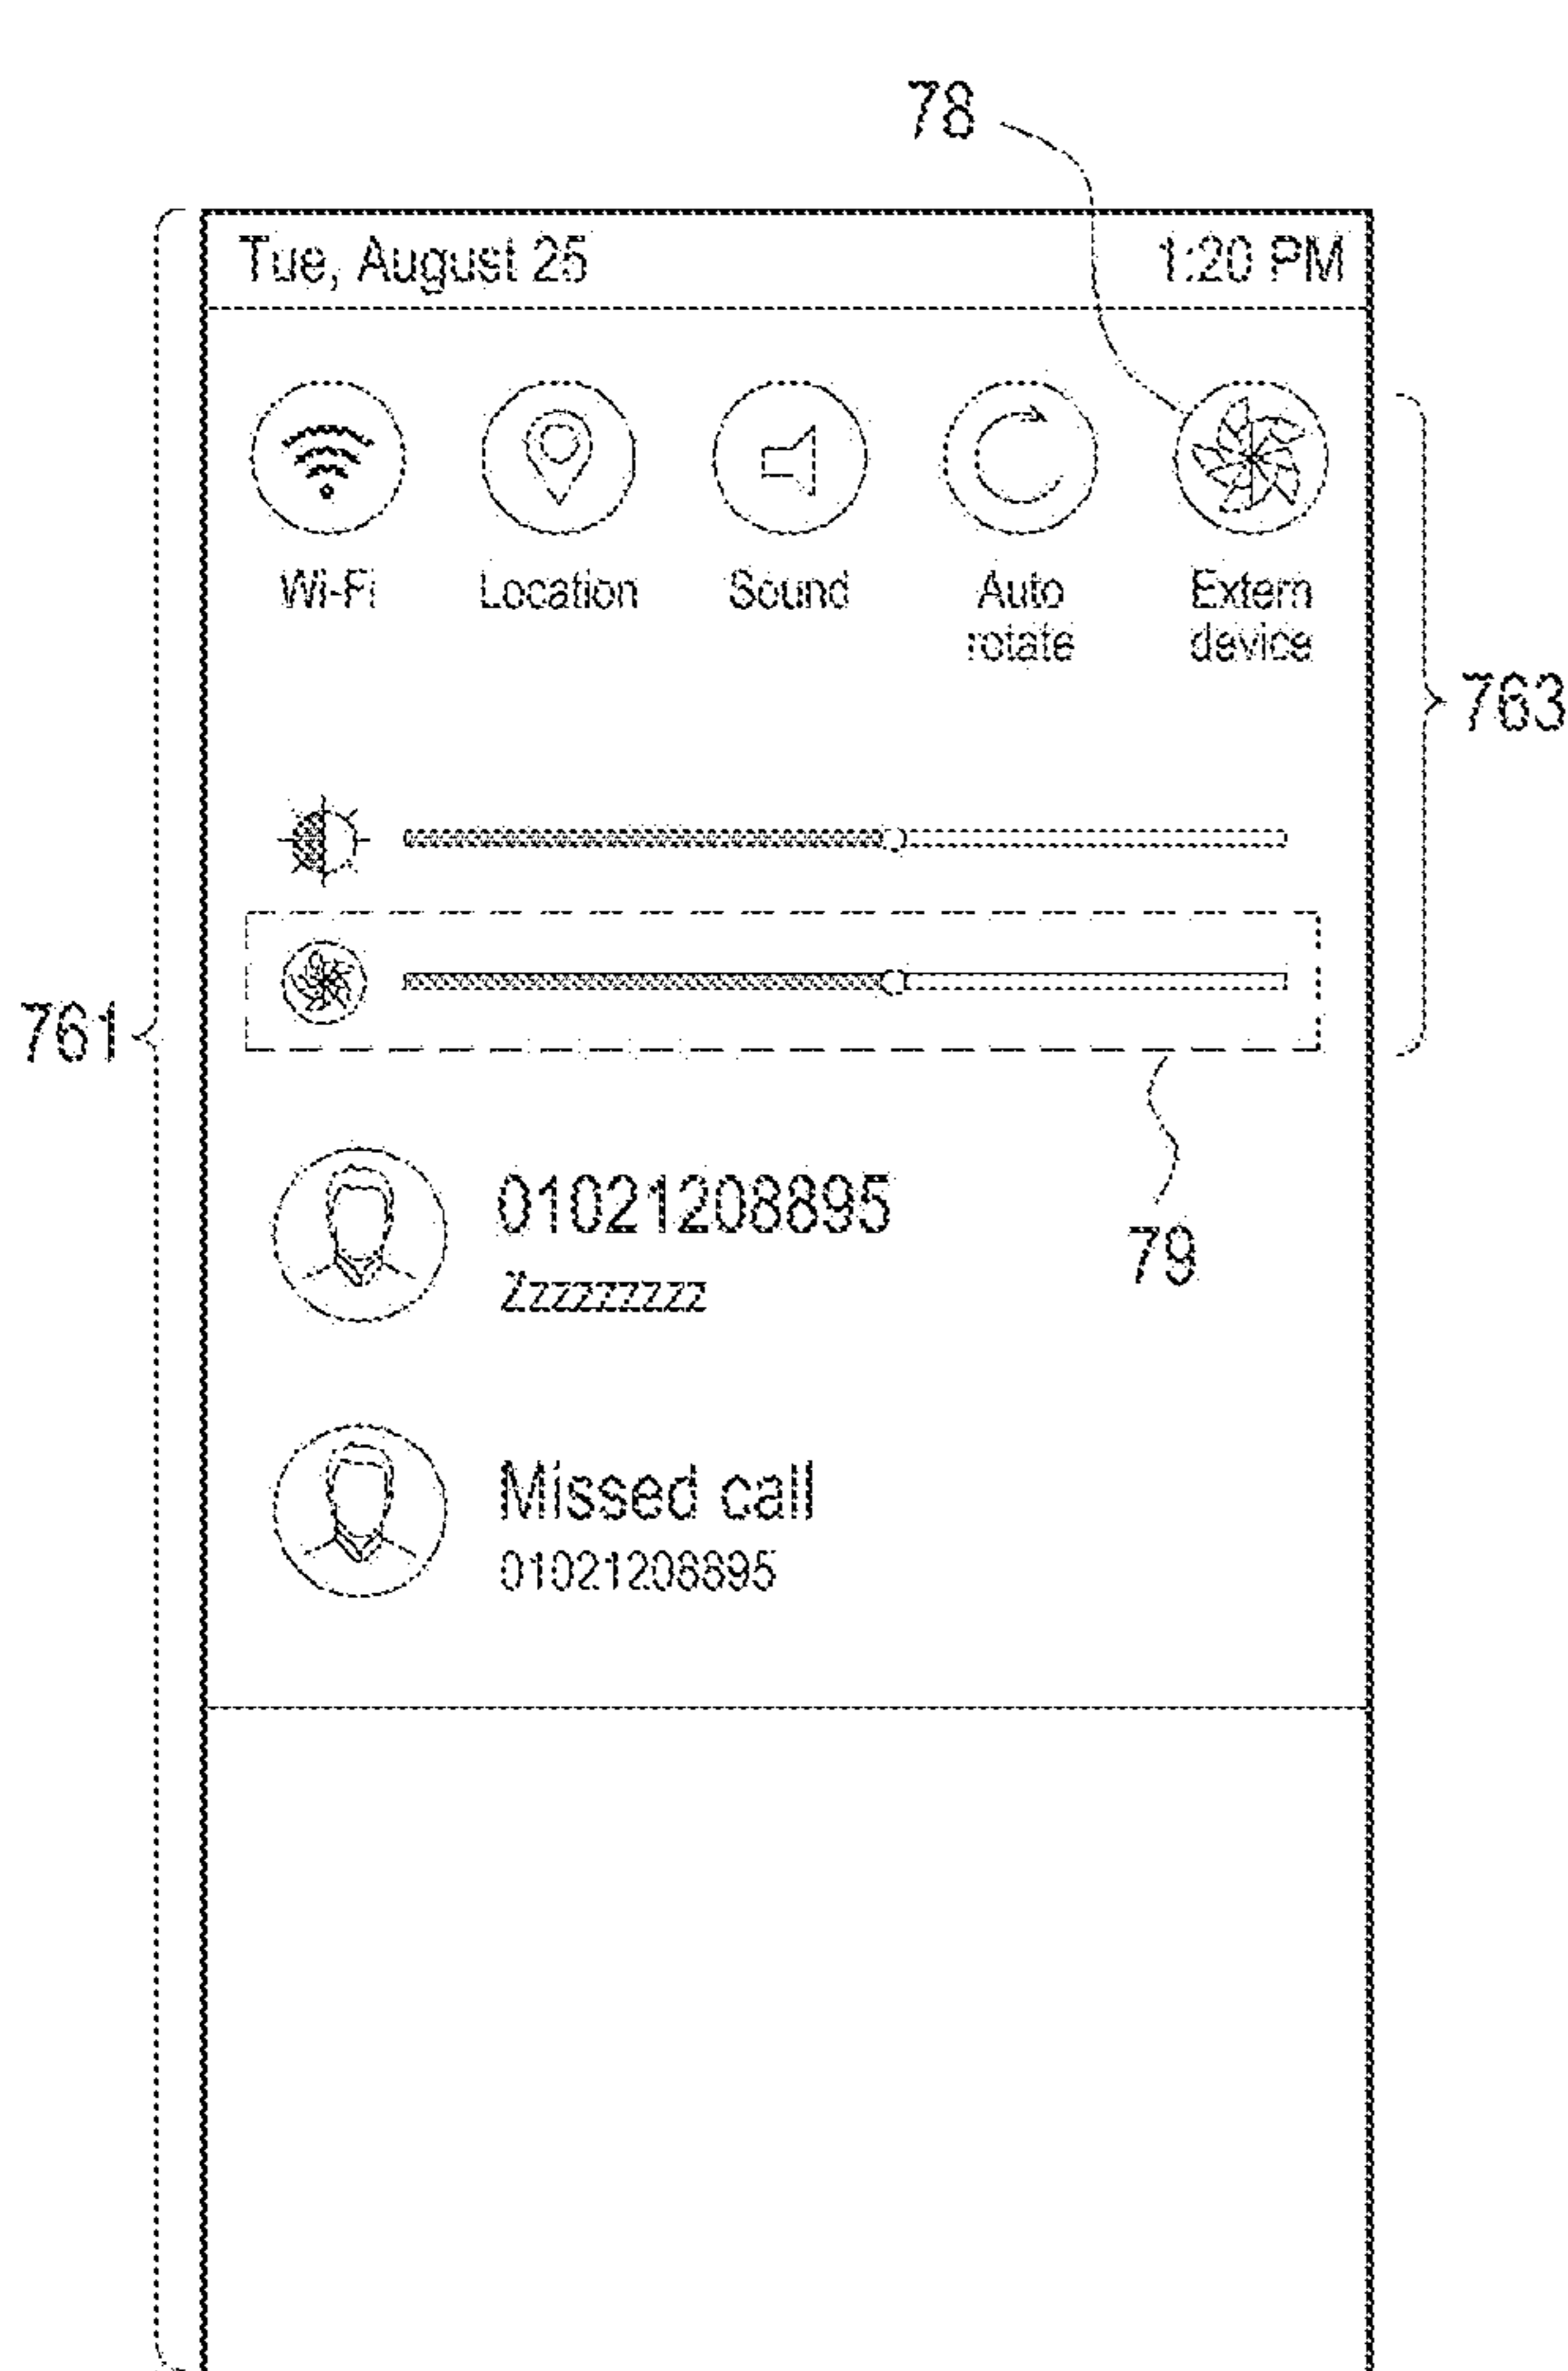 78
Tue, August 25
1:20 PM
Wi-Fi
Location
Sound
Auto
rotate
Extern
device
763
761
79
01021208895
Zzzzzzzzz
Missed call
01021208895